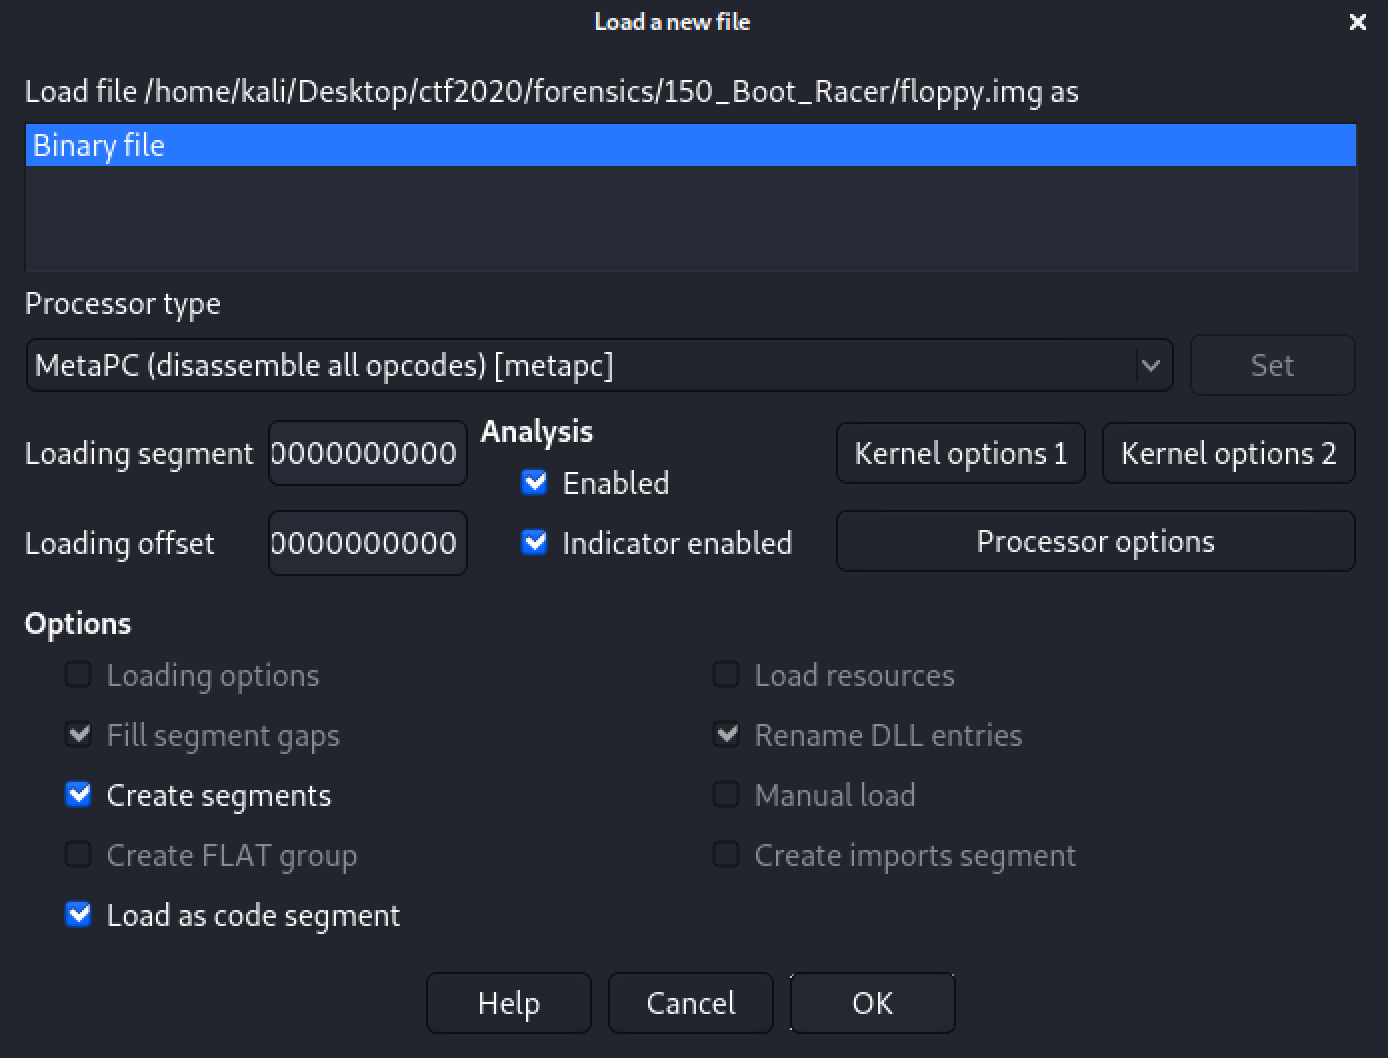 Load a new file
Load file /home/kali/Desktop/ctf2020/forensics/150_Boot_Racer/floppy.img as
Binary file
Processor type
MetaPC (disassemble all opcodes) [metapc]
Set
Loading segment
0000000000
Loading offset
0000000000
Analysis
Enabled
Indicator enabled
Kernel options 1
Kernel options 2
Processor options
Options
Loading options
Fill segment gaps
Create segments
Create FLAT group
Load as code segment
Load resources
Rename DLL entries
Manual load
Create imports segment
Help
Cancel
OK